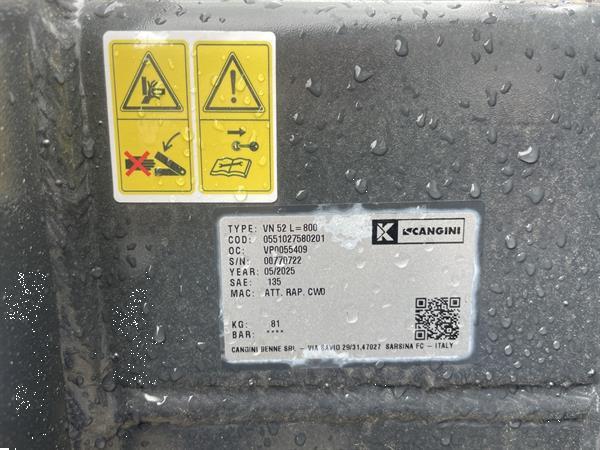 CANGINI
TYPE: VN 52 L=800
COD: 0551027580201
OC: VP0055409
S/N: 00770722
YEAR: 05/2025
SAE: 135
MAC: ATT. RAP. CW0
KG: 81
BAR: ****
CANGINI BENNE SRL - VIA SAVIO 29/31,47027 SARSINA FC - ITALY